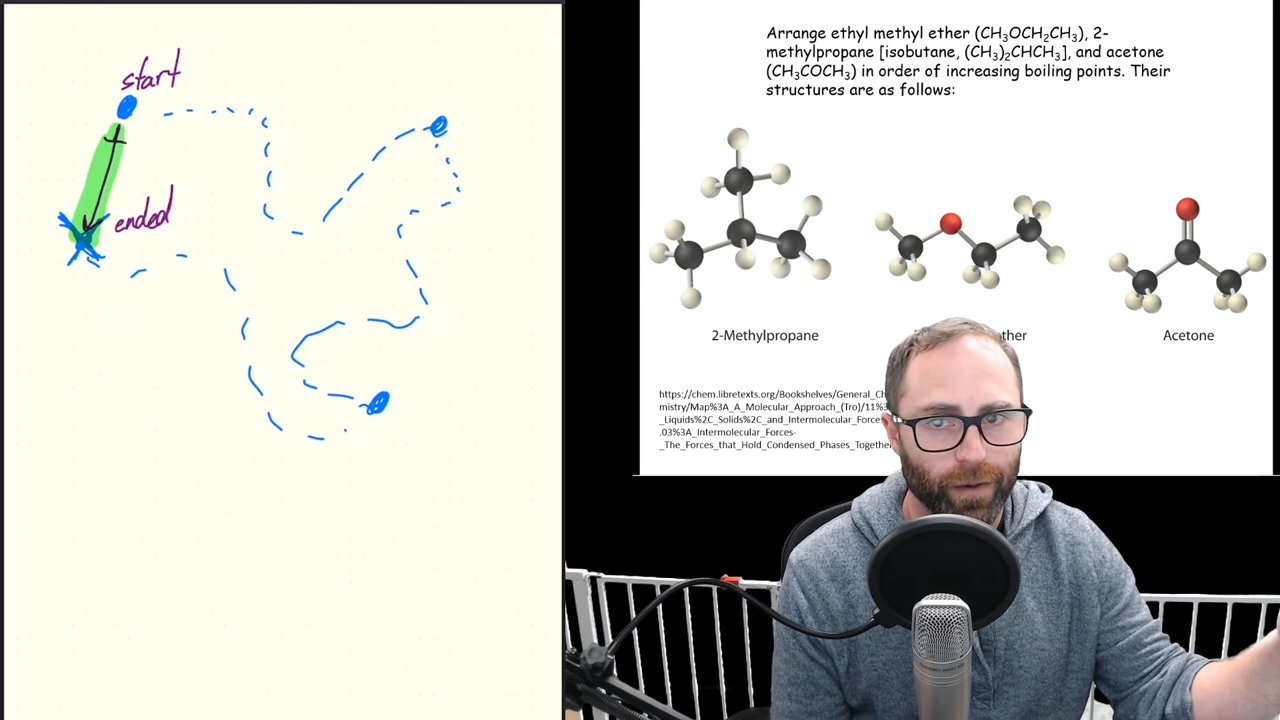 start
ended
Arrange ethyl methyl ether (CH₃OCH₂CH₃), 2-
methylpropane [isobutane, (CH₃)₂CHCH₃], and acetone
(CH₃COCH₃) in order of increasing boiling points. Their
structures are as follows:
2-Methylpropane
ther
Acetone
https://chem.libretexts.org/Bookshelves/General_Che
mistry/Map%3A_A_Molecular_Approach_(Tro)/11%3
_Liquids%2C_Solids%2C_and_Intermolecular_Forces
.03%3A_Intermolecular_Forces-
_The_Forces_that_Hold_Condensed_Phases_Together